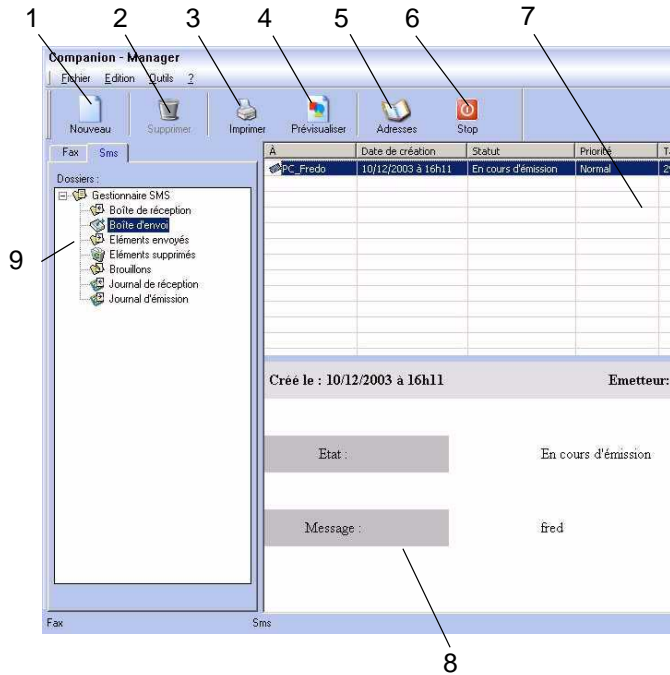 1 2 3 4 5 6 7
Companion - Manager
Fichier Edition Outils ?
Nouveau Supprimer Imprimer Prévisualiser Adresses Stop
Fax Sms
À Date de création Statut Priorité
PC_Fredo 10/12/2003 à 16h11 En cours d'émission Normal
Dossiers :
Gestionnaire SMS
Boîte de réception
Boîte d'envoi
Eléments envoyés
Eléments supprimés
Brouillons
Journal de réception
Journal d'émission
9
Créé le : 10/12/2003 à 16h11 Emetteur:
Etat : En cours d'émission
Message : fred
Fax Sms
8